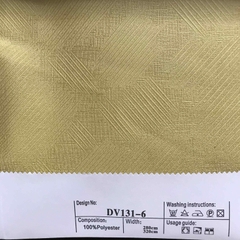 Design No:
DV131-6
Washing instructions:
Composition:
100%Polyester
Width:
280cm
320cm
Usage guide: